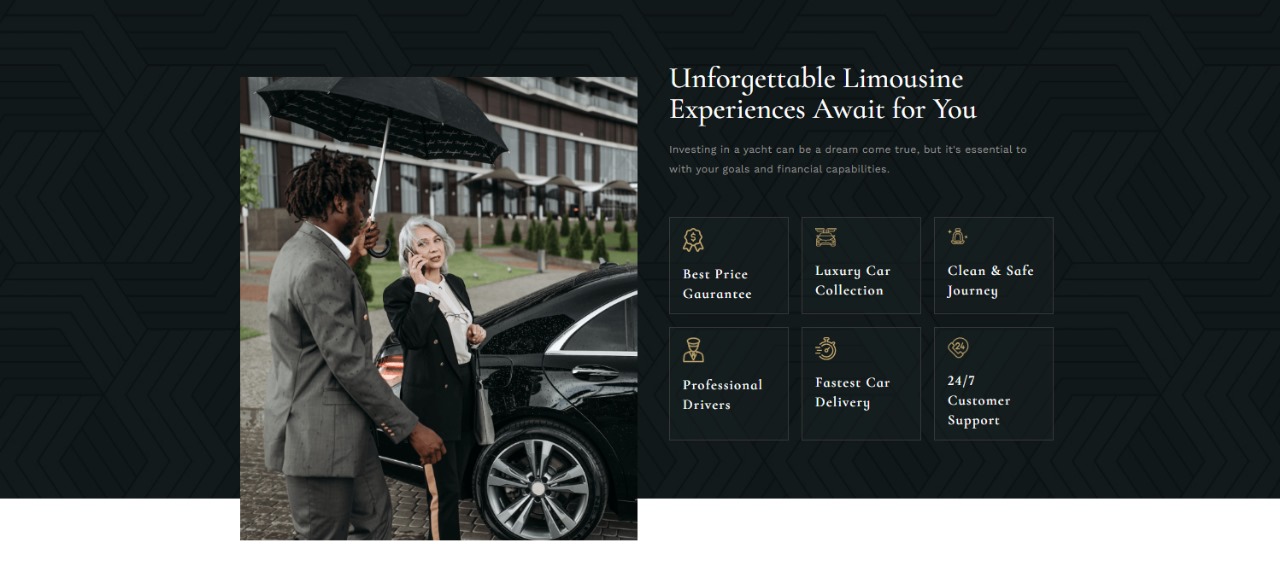 Unforgettable Limousine
Experiences Await for You
Investing in a yacht can be a dream come true, but it's essential to
with your goals and financial capabilities.
Best Price
Gaurantee
Luxury Car
Collection
Clean & Safe
Journey
Professional
Drivers
Fastest Car
Delivery
24
24/7
Customer
Support